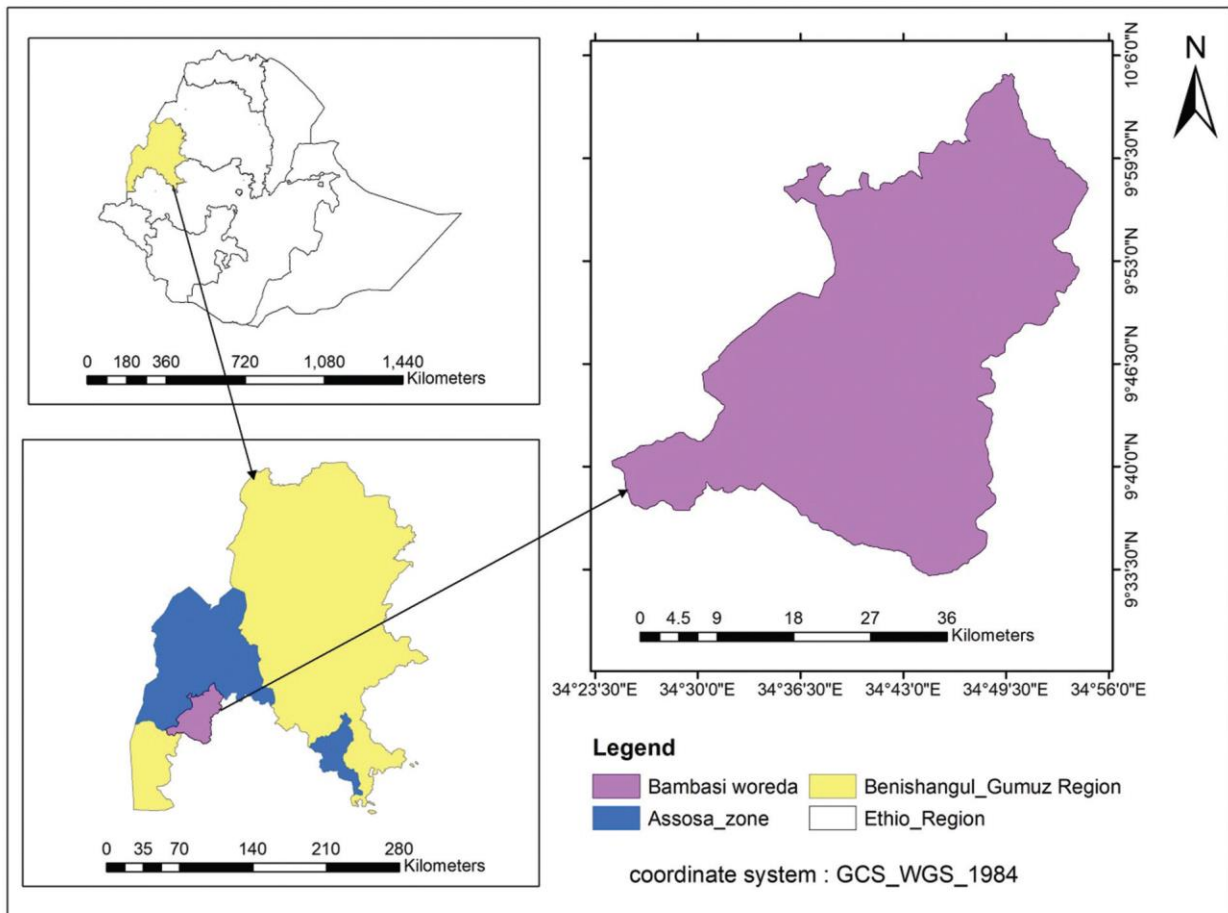 0 180 360 720 1,080 1,440
Kilometers
0 35 70 140 210 280
Kilometers
N
10°6'0"N
9°59'30"N
9°53'0"N
9°46'30"N
9°40'0"N
9°33'30"N
0 4.5 9 18 27 36
Kilometers
34°23'30"E 34°30'0"E 34°36'30"E 34°43'0"E 34°49'30"E 34°56'0"E
Legend
Bambasi woreda Benishangul_Gumuz Region
Assosa_zone Ethio_Region
coordinate system : GCS_WGS_1984